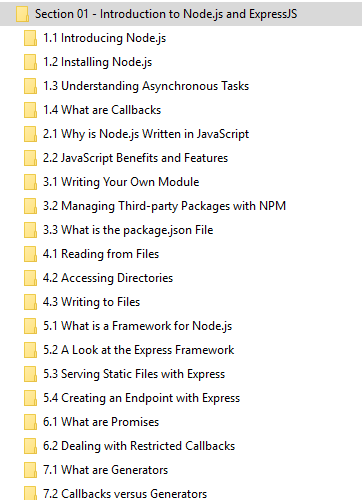 Section 01 - Introduction to Node.js and ExpressJS
1.1 Introducing Node.js
1.2 Installing Node.js
1.3 Understanding Asynchronous Tasks
1.4 What are Callbacks
2.1 Why is Node.js Written in JavaScript
2.2 JavaScript Benefits and Features
3.1 Writing Your Own Module
3.2 Managing Third-party Packages with NPM
3.3 What is the package.json File
4.1 Reading from Files
4.2 Accessing Directories
4.3 Writing to Files
5.1 What is a Framework for Node.js
5.2 A Look at the Express Framework
5.3 Serving Static Files with Express
5.4 Creating an Endpoint with Express
6.1 What are Promises
6.2 Dealing with Restricted Callbacks
7.1 What are Generators
7.2 Callbacks versus Generators